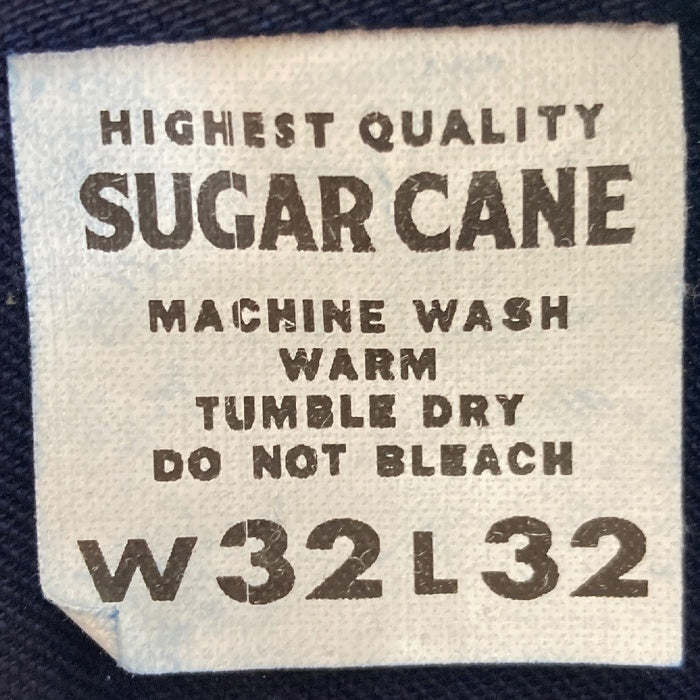 HIGHEST QUALITY
SUGAR CANE
MACHINE WASH
WARM
TUMBLE DRY
DO NOT BLEACH
W32L32